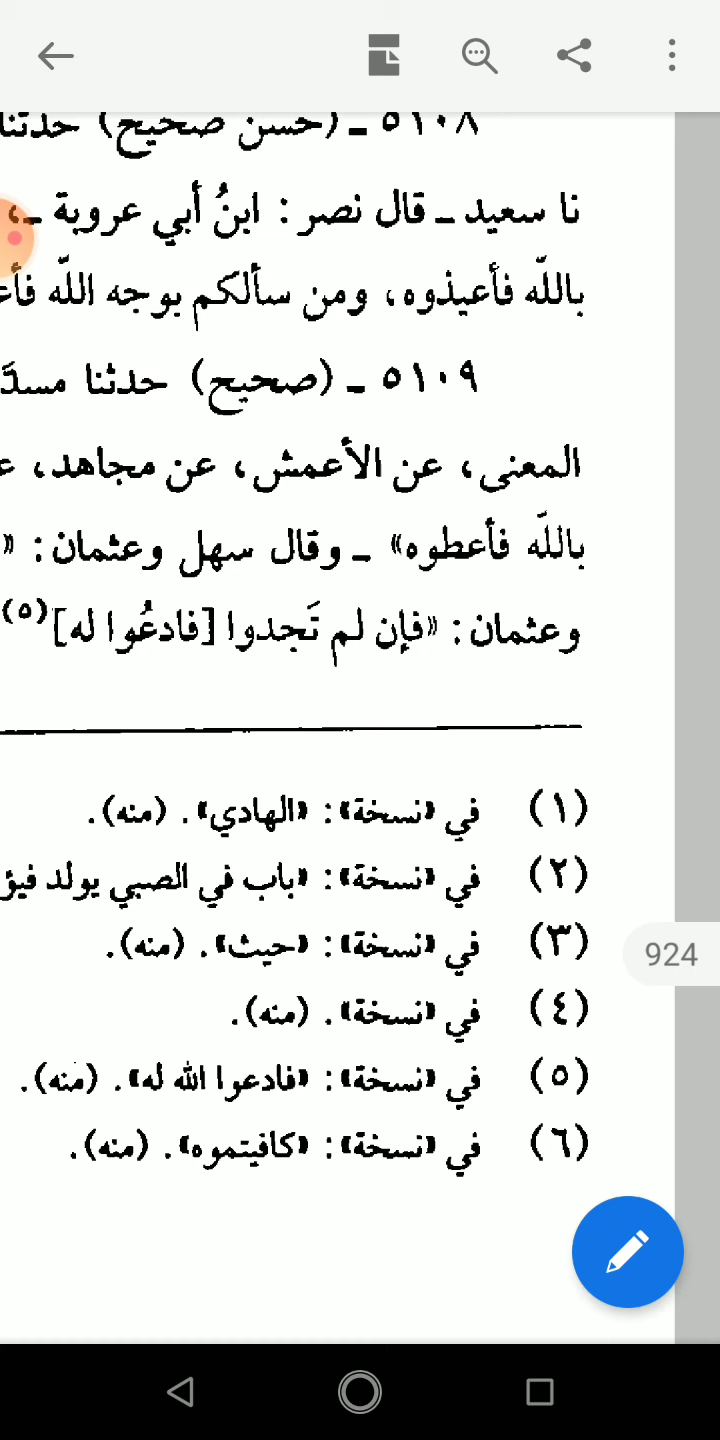 ٥١٠٨ ـ (حسن صحيح) حدثنا
نا سعيد ـ قال نصر: ابنُ أبي عروبة ـ،
باللّه فأعيذوه، ومن سألكم بوجه اللّه
٥١٠٩ ـ (صحيح) حدثنا
المعنى، عن الأعمش، عن مجاهد،
باللّه فأعطوه» ـ وقال سهل وعثمان: «
وعثمان: «فإن لم تَجدوا [فادعُوا له](٥)
(١) في «نسخة»: «الهادي». (منه).
(٢) في «نسخة»: «باب في الصبي يولد
(٣) في «نسخة»: «حيث». (منه).
924
(٤) في «نسخة». (منه).
(٥) في «نسخة»: «فادعوا الله له». (منه).
(٦) في «نسخة»: «كافيتموه». (منه).